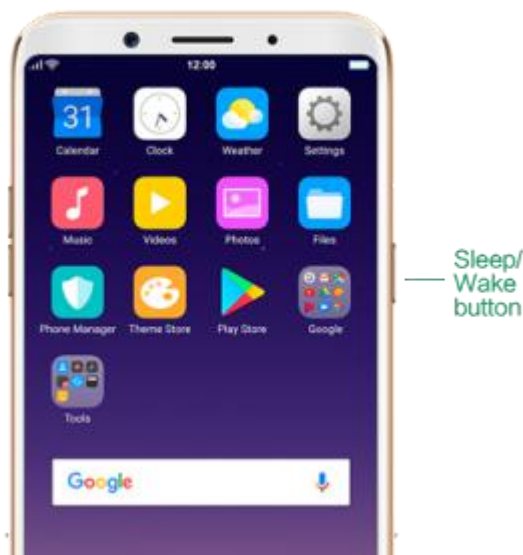 12:00
31
Calendar Clock Weather Settings
Music Videos Photos Files
Sleep/
Wake
button
Phone Manager Theme Store Play Store Google
Tools
Google